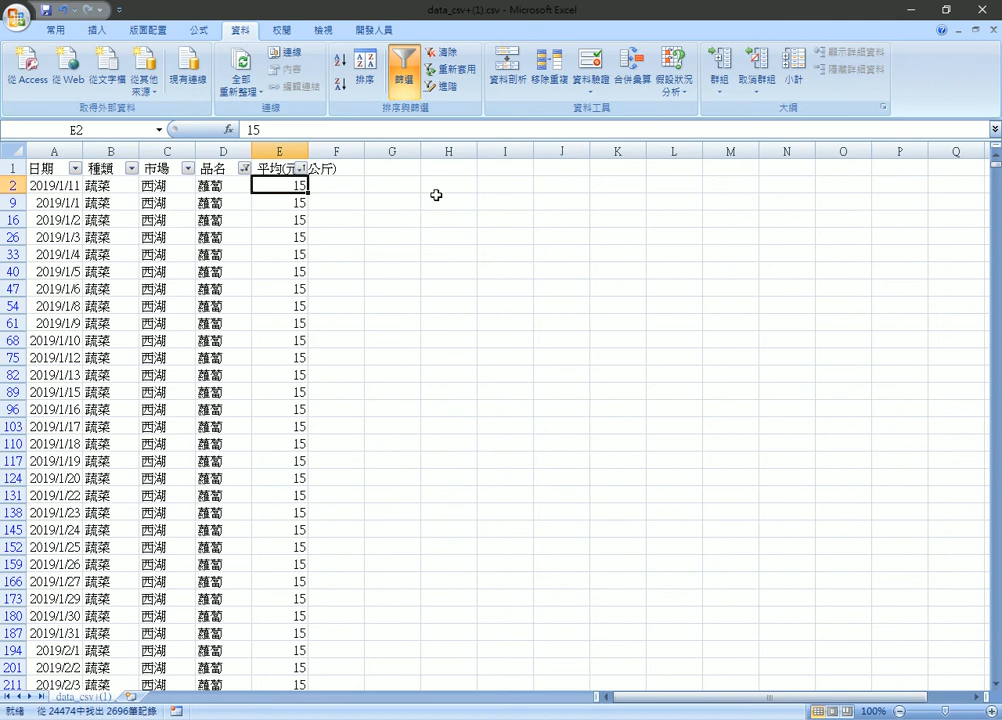 data_csv+(1).csv - Microsoft Excel
常用 插入 版面配置 公式 資料 校閱 檢視 開發人員
從 Access 從 Web 從文字檔 從其他來源 現有連線
取得外部資料
全部重新整理 連線 內容 編輯連結
連線
排序 篩選 清除 重新套用 進階
排序與篩選
資料剖析 移除重複 資料驗證 合併彙算 假設狀況分析
資料工具
群組 取消群組 小計 顯示詳細資料 隱藏詳細資料
大綱
E2 fx 15
A B C D E F G H I J K L M N O P Q
1 日期 種類 市場 品名 平均(元 公斤)
2 2019/1/11 蔬菜 西湖 蘿蔔 15
9 2019/1/1 蔬菜 西湖 蘿蔔 15
16 2019/1/2 蔬菜 西湖 蘿蔔 15
26 2019/1/3 蔬菜 西湖 蘿蔔 15
33 2019/1/4 蔬菜 西湖 蘿蔔 15
40 2019/1/5 蔬菜 西湖 蘿蔔 15
47 2019/1/6 蔬菜 西湖 蘿蔔 15
54 2019/1/8 蔬菜 西湖 蘿蔔 15
61 2019/1/9 蔬菜 西湖 蘿蔔 15
68 2019/1/10 蔬菜 西湖 蘿蔔 15
75 2019/1/12 蔬菜 西湖 蘿蔔 15
82 2019/1/13 蔬菜 西湖 蘿蔔 15
89 2019/1/15 蔬菜 西湖 蘿蔔 15
96 2019/1/16 蔬菜 西湖 蘿蔔 15
103 2019/1/17 蔬菜 西湖 蘿蔔 15
110 2019/1/18 蔬菜 西湖 蘿蔔 15
117 2019/1/19 蔬菜 西湖 蘿蔔 15
124 2019/1/20 蔬菜 西湖 蘿蔔 15
131 2019/1/22 蔬菜 西湖 蘿蔔 15
138 2019/1/23 蔬菜 西湖 蘿蔔 15
145 2019/1/24 蔬菜 西湖 蘿蔔 15
152 2019/1/25 蔬菜 西湖 蘿蔔 15
159 2019/1/26 蔬菜 西湖 蘿蔔 15
166 2019/1/27 蔬菜 西湖 蘿蔔 15
173 2019/1/29 蔬菜 西湖 蘿蔔 15
180 2019/1/30 蔬菜 西湖 蘿蔔 15
187 2019/1/31 蔬菜 西湖 蘿蔔 15
194 2019/2/1 蔬菜 西湖 蘿蔔 15
201 2019/2/2 蔬菜 西湖 蘿蔔 15
211 2019/2/3 蔬菜 西湖 蘿蔔 15
data_csv+(1)
就緒 從 24474中找出 2696筆記錄 100%